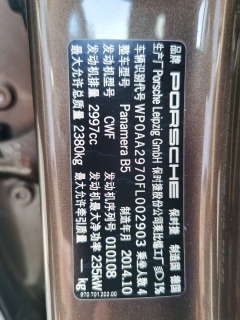 品牌 PORSCHE 保时捷 制造国 德国
生产厂 Porsche Leipzig GmbH 保时捷股份公司莱比锡工厂
车辆识别代号 WP0AA2970FL002903 乘坐人数 4
整车型号 Panamera B5 制造年月 2014.10
发动机型号 CWF 发动机序列号 010108
发动机排量 2997cc 发动机最大净功率 235kW
最大允许总质量 2380kg 最大允许牵引质量 — kg
970.701.202.00